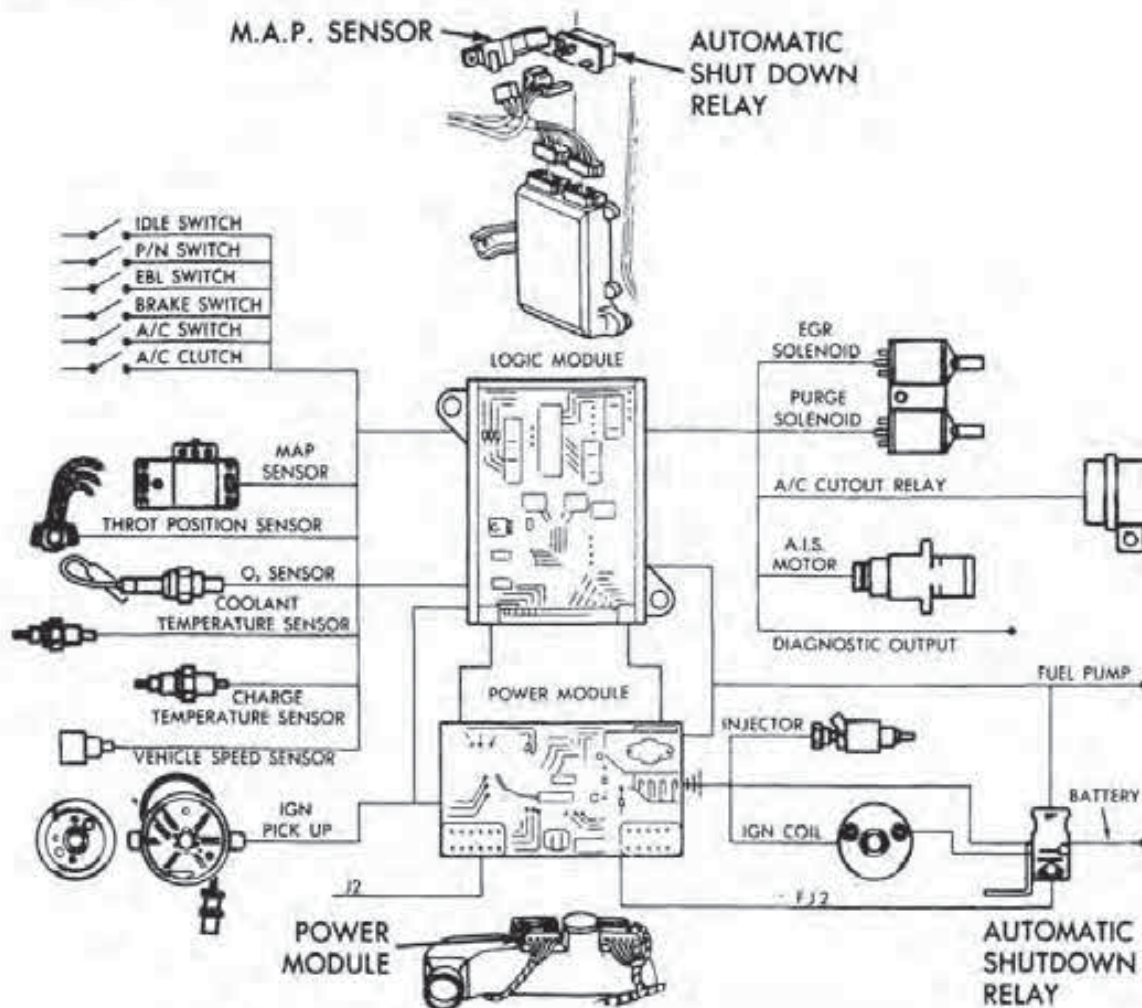 M.A.P. SENSOR
AUTOMATIC
SHUT DOWN
RELAY
IDLE SWITCH
P/N SWITCH
EBL SWITCH
BRAKE SWITCH
A/C SWITCH
A/C CLUTCH
LOGIC MODULE
EGR
SOLENOID
PURGE
SOLENOID
MAP
SENSOR
A/C CUTOUT RELAY
THROT POSITION SENSOR
A.I.S.
MOTOR
O₂ SENSOR
COOLANT
TEMPERATURE SENSOR
DIAGNOSTIC OUTPUT
POWER MODULE
FUEL PUMP
CHARGE
TEMPERATURE SENSOR
INJECTOR
VEHICLE SPEED SENSOR
BATTERY
IGN
PICK UP
IGN COIL
J2
FJ2
POWER
MODULE
AUTOMATIC
SHUTDOWN
RELAY